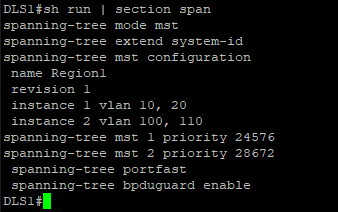 DLS1#sh run | section span
spanning-tree mode mst
spanning-tree extend system-id
spanning-tree mst configuration
 name Region1
 revision 1
 instance 1 vlan 10, 20
 instance 2 vlan 100, 110
spanning-tree mst 1 priority 24576
spanning-tree mst 2 priority 28672
 spanning-tree portfast
 spanning-tree bpduguard enable
DLS1#